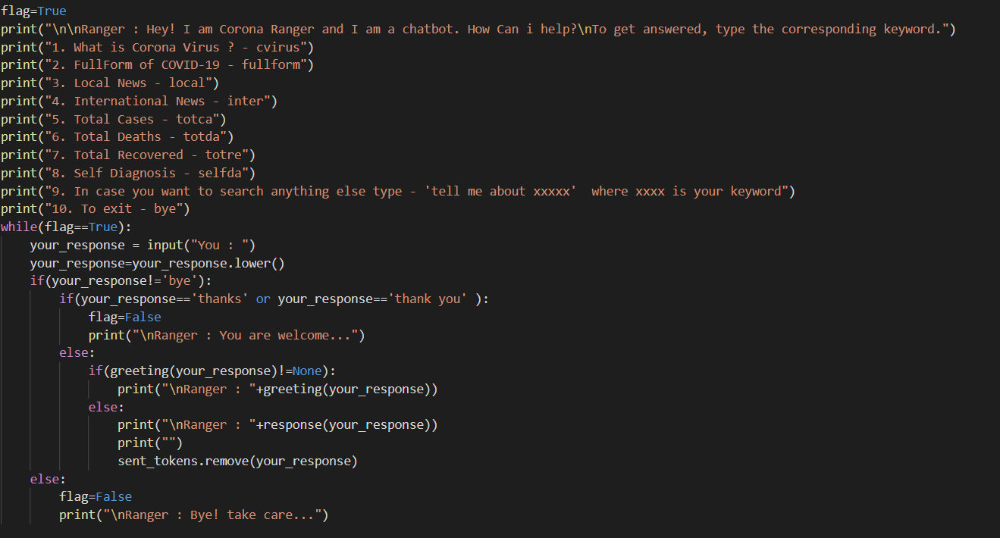 flag=True
print("\n\nRanger : Hey! I am Corona Ranger and I am a chatbot. How Can i help?\nTo get answered, type the corresponding keyword.")
print("1. What is Corona Virus ? - cvirus")
print("2. FullForm of COVID-19 - fullform")
print("3. Local News - local")
print("4. International News - inter")
print("5. Total Cases - totca")
print("6. Total Deaths - totda")
print("7. Total Recovered - totre")
print("8. Self Diagnosis - selfda")
print("9. In case you want to search anything else type - 'tell me about xxxxx'  where xxxx is your keyword")
print("10. To exit - bye")
while(flag==True):
    your_response = input("You : ")
    your_response=your_response.lower()
    if(your_response!='bye'):
        if(your_response=='thanks' or your_response=='thank you' ):
            flag=False
            print("\nRanger : You are welcome...")
        else:
            if(greeting(your_response)!=None):
                print("\nRanger : "+greeting(your_response))
            else:
                print("\nRanger : "+response(your_response))
                print("")
                sent_tokens.remove(your_response)
    else:
        flag=False
        print("\nRanger : Bye! take care...")